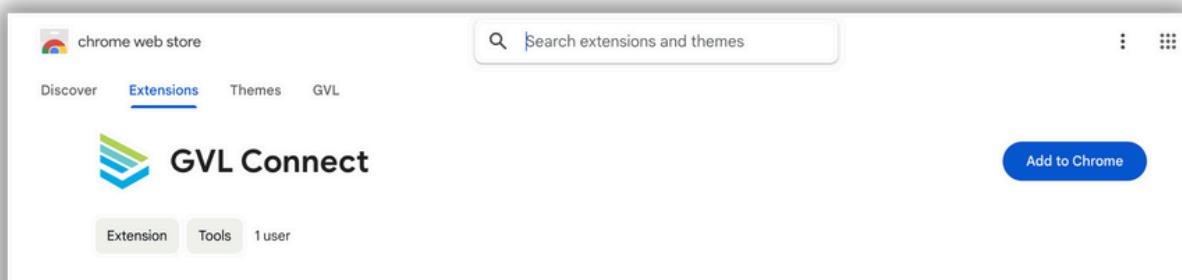 chrome web store
Search extensions and themes
Discover Extensions Themes GVL
GVL Connect
Add to Chrome
Extension Tools 1 user